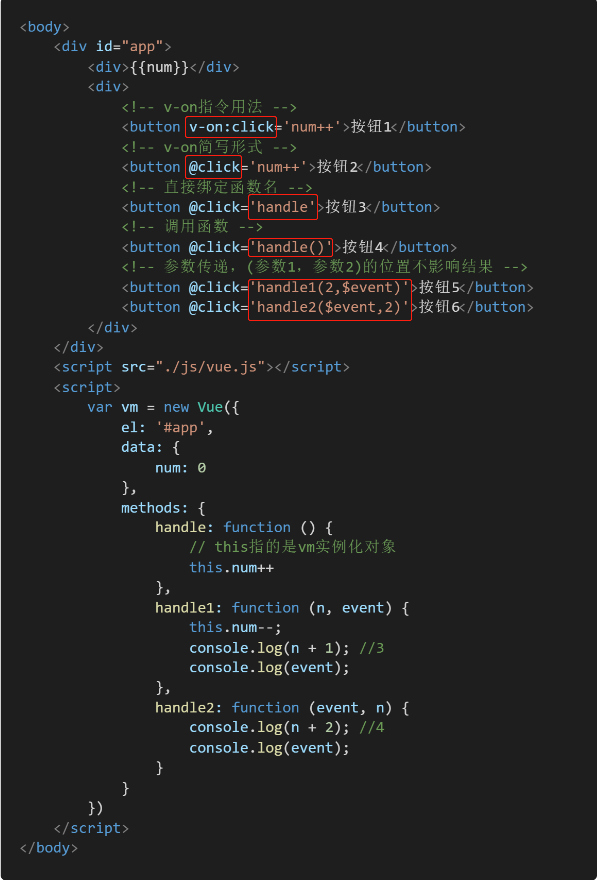 <body>
    <div id="app">
        <div>{{num}}</div>
        <div>
            <!-- v-on指令用法 -->
            <button v-on:click='num++'>按钮1</button>
            <!-- v-on简写形式 -->
            <button @click='num++'>按钮2</button>
            <!-- 直接绑定函数名 -->
            <button @click='handle'>按钮3</button>
            <!-- 调用函数 -->
            <button @click='handle()'>按钮4</button>
            <!-- 参数传递，(参数1，参数2)的位置不影响结果 -->
            <button @click='handle1(2,$event)'>按钮5</button>
            <button @click='handle2($event,2)'>按钮6</button>
        </div>
    </div>
    <script src="./js/vue.js"></script>
    <script>
        var vm = new Vue({
            el: '#app',
            data: {
                num: 0
            },
            methods: {
                handle: function () {
                    // this指的是vm实例化对象
                    this.num++
                },
                handle1: function (n, event) {
                    this.num--;
                    console.log(n + 1); //3
                    console.log(event);
                },
                handle2: function (event, n) {
                    console.log(n + 2); //4
                    console.log(event);
                }
            }
        })
    </script>
</body>